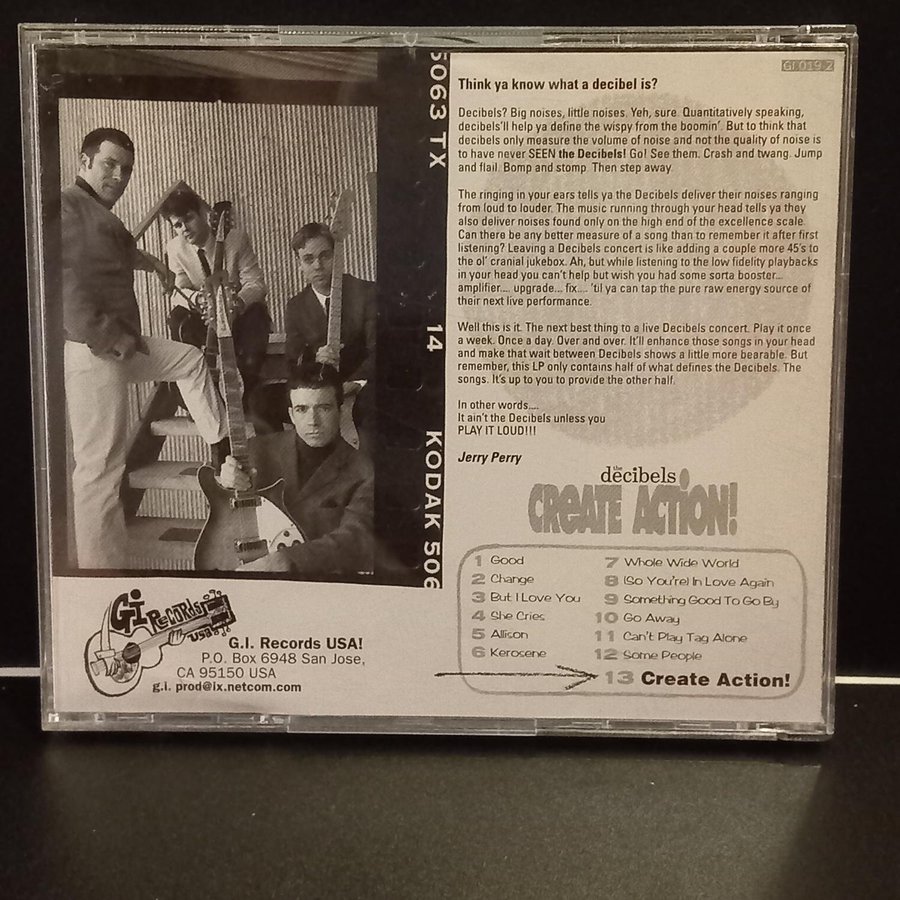 5063 TX
14
KODAK 506
GI 019-2
Think ya know what a decibel is?
Decibels? Big noises, little noises. Yeh, sure. Quantitatively speaking,
decibels'll help ya define the wispy from the boomin'. But to think that
decibels only measure the volume of noise and not the quality of noise is
to have never SEEN the Decibels! Go! See them. Crash and twang. Jump
and flail. Bomp and stomp. Then step away.
The ringing in your ears tells ya the Decibels deliver their noises ranging
from loud to louder. The music running through your head tells ya they
also deliver noises found only on the high end of the excellence scale.
Can there be any better measure of a song than to remember it after first
listening? Leaving a Decibels concert is like adding a couple more 45's to
the ol' cranial jukebox. Ah, but while listening to the low fidelity playbacks
in your head you can't help but wish you had some sorta booster...
amplifier.... upgrade... fix.... 'til ya can tap the pure raw energy source of
their next live performance.
Well this is it. The next best thing to a live Decibels concert. Play it once
a week. Once a day. Over and over. It'll enhance those songs in your head
and make that wait between Decibels shows a little more bearable. But
remember, this LP only contains half of what defines the Decibels. The
songs. It's up to you to provide the other half.
In other words....
It ain't the Decibels unless you
PLAY IT LOUD!!!
Jerry Perry
the decibels
CREATE ACTION!
1 Good
2 Change
3 But I Love You
4 She Cries
5 Allison
6 Kerosene
7 Whole Wide World
8 (So You're) In Love Again
9 Something Good To Go By
10 Go Away
11 Can't Play Tag Alone
12 Some People
13 Create Action!
G.I. RECORDS USA
G.I. Records USA!
P.O. Box 6948 San Jose,
CA 95150 USA
g.i. prod@ix.netcom.com